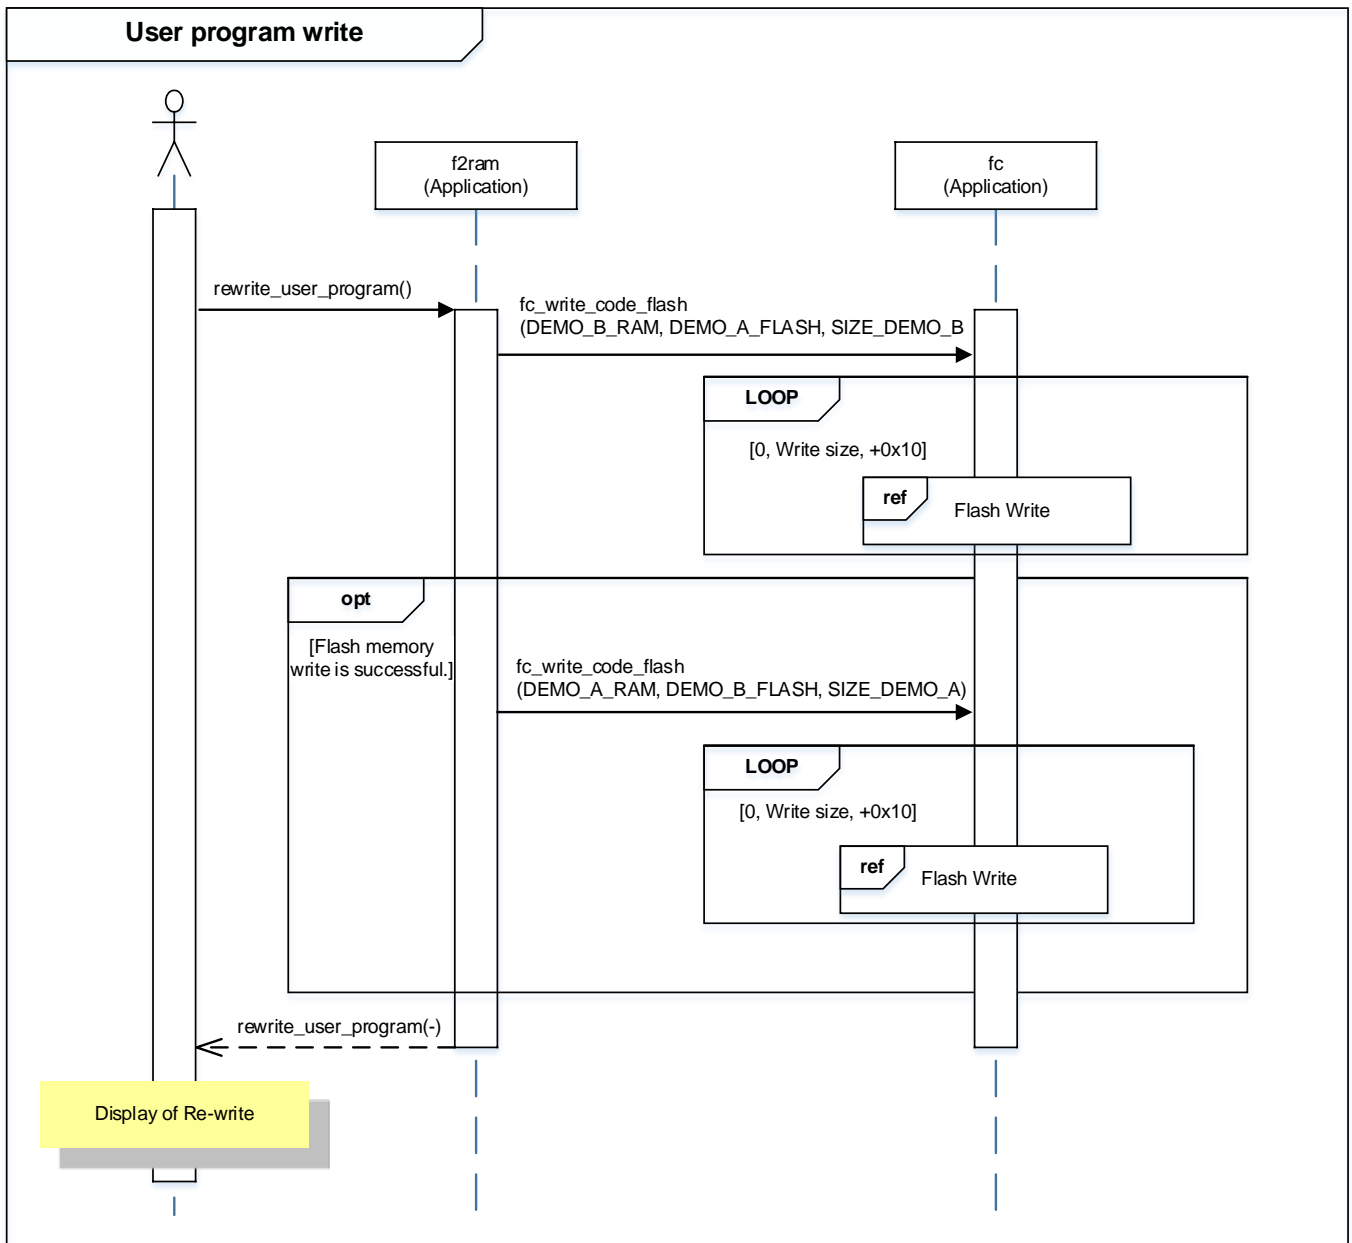 User program write
f2ram
(Application)
fc
(Application)
rewrite_user_program()
fc_write_code_flash
(DEMO_B_RAM, DEMO_A_FLASH, SIZE_DEMO_B
LOOP
[0, Write size, +0x10]
ref
Flash Write
opt
[Flash memory
write is successful.]
fc_write_code_flash
(DEMO_A_RAM, DEMO_B_FLASH, SIZE_DEMO_A)
LOOP
[0, Write size, +0x10]
ref
Flash Write
rewrite_user_program(-)
Display of Re-write